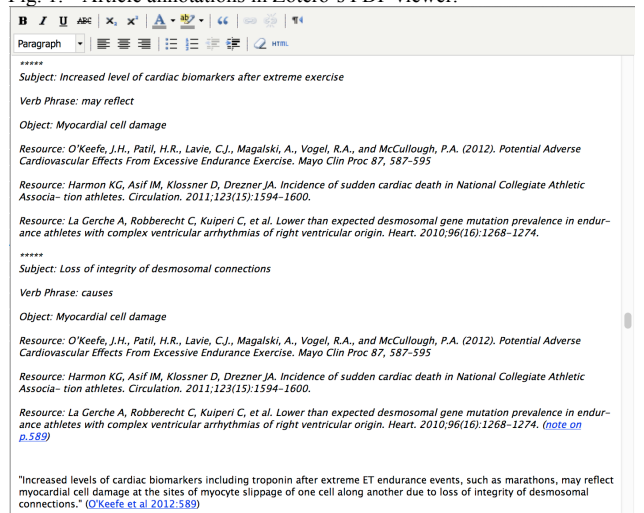 Fig. 1. Article annotations in Zotero's PDF viewer.
B I U ABC X₂ X² A ab HTML
Paragraph
*****
Subject: Increased level of cardiac biomarkers after extreme exercise
Verb Phrase: may reflect
Object: Myocardial cell damage
Resource: O'Keefe, J.H., Patil, H.R., Lavie, C.J., Magalski, A., Vogel, R.A., and McCullough, P.A. (2012). Potential Adverse
Cardiovascular Effects From Excessive Endurance Exercise. Mayo Clin Proc 87, 587-595
Resource: Harmon KG, Asif IM, Klossner D, Drezner JA. Incidence of sudden cardiac death in National Collegiate Athletic
Associa- tion athletes. Circulation. 2011;123(15):1594-1600.
Resource: La Gerche A, Robberecht C, Kuiperi C, et al. Lower than expected desmosomal gene mutation prevalence in endur-
ance athletes with complex ventricular arrhythmias of right ventricular origin. Heart. 2010;96(16):1268-1274.
*****
Subject: Loss of integrity of desmosomal connections
Verb Phrase: causes
Object: Myocardial cell damage
Resource: O'Keefe, J.H., Patil, H.R., Lavie, C.J., Magalski, A., Vogel, R.A., and McCullough, P.A. (2012). Potential Adverse
Cardiovascular Effects From Excessive Endurance Exercise. Mayo Clin Proc 87, 587-595
Resource: Harmon KG, Asif IM, Klossner D, Drezner JA. Incidence of sudden cardiac death in National Collegiate Athletic
Associa- tion athletes. Circulation. 2011;123(15):1594-1600.
Resource: La Gerche A, Robberecht C, Kuiperi C, et al. Lower than expected desmosomal gene mutation prevalence in endur-
ance athletes with complex ventricular arrhythmias of right ventricular origin. Heart. 2010;96(16):1268-1274. (note on
p.589)
"Increased levels of cardiac biomarkers including troponin after extreme ET endurance events, such as marathons, may reflect
myocardial cell damage at the sites of myocyte slippage of one cell along another due to loss of integrity of desmosomal
connections." (O'Keefe et al 2012:589)